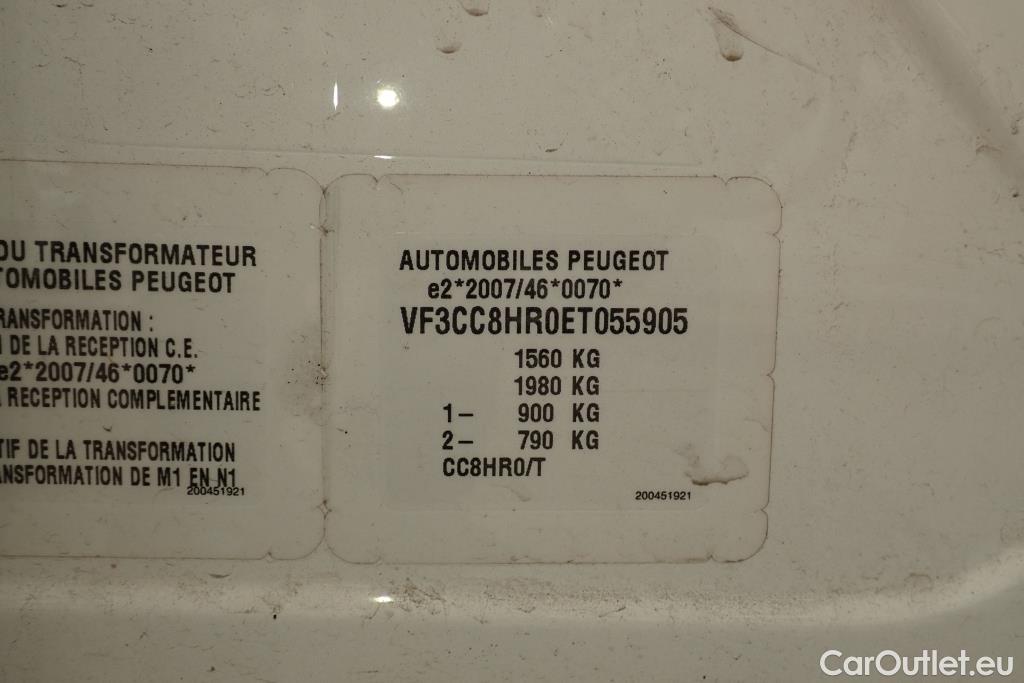 OU TRANSFORMATEUR
TOMOBILES PEUGEOT
RANSFORMATION :
DE LA RECEPTION C.E.
e2*2007/46*0070*
RECEPTION COMPLEMENTAIRE
TIF DE LA TRANSFORMATION
ANSFORMATION DE M1 EN N1
200451921
AUTOMOBILES PEUGEOT
e2*2007/46*0070*
VF3CC8HR0ET055905
1560 KG
1980 KG
1– 900 KG
2– 790 KG
CC8HR0/T
200451921
CarOutlet.eu